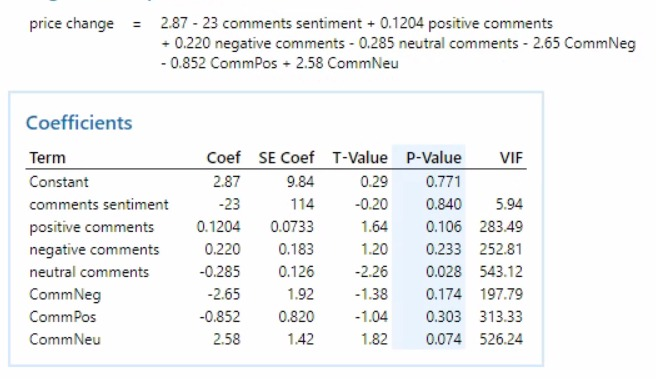 price change = 2.87 - 23 comments sentiment + 0.1204 positive comments
+ 0.220 negative comments - 0.285 neutral comments - 2.65 CommNeg
- 0.852 CommPos + 2.58 CommNeu
Coefficients
Term Coef SE Coef T-Value P-Value VIF
Constant 2.87 9.84 0.29 0.771
comments sentiment -23 114 -0.20 0.840 5.94
positive comments 0.1204 0.0733 1.64 0.106 283.49
negative comments 0.220 0.183 1.20 0.233 252.81
neutral comments -0.285 0.126 -2.26 0.028 543.12
CommNeg -2.65 1.92 -1.38 0.174 197.79
CommPos -0.852 0.820 -1.04 0.303 313.33
CommNeu 2.58 1.42 1.82 0.074 526.24